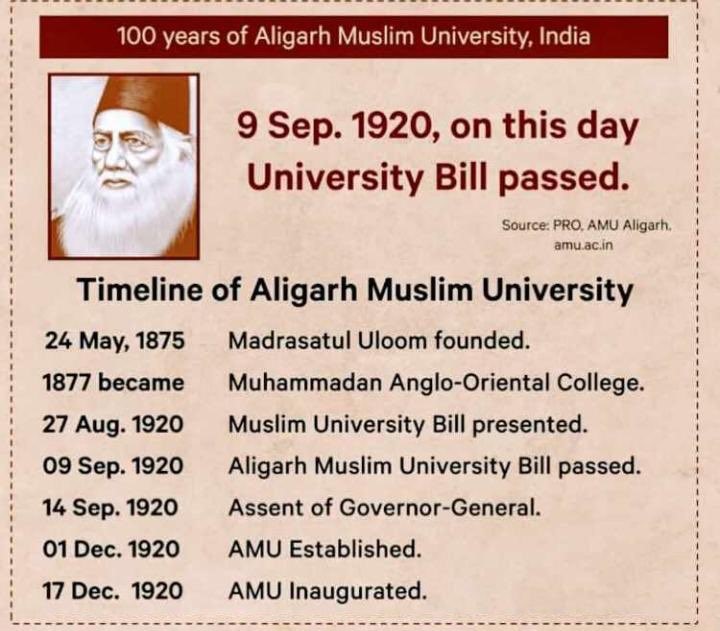 100 years of Aligarh Muslim University, India
9 Sep. 1920, on this day
University Bill passed.
Source: PRO, AMU Aligarh.
amu.ac.in
Timeline of Aligarh Muslim University
24 May, 1875 Madrasatul Uloom founded.
1877 became Muhammadan Anglo-Oriental College.
27 Aug. 1920 Muslim University Bill presented.
09 Sep. 1920 Aligarh Muslim University Bill passed.
14 Sep. 1920 Assent of Governor-General.
01 Dec. 1920 AMU Established.
17 Dec. 1920 AMU Inaugurated.